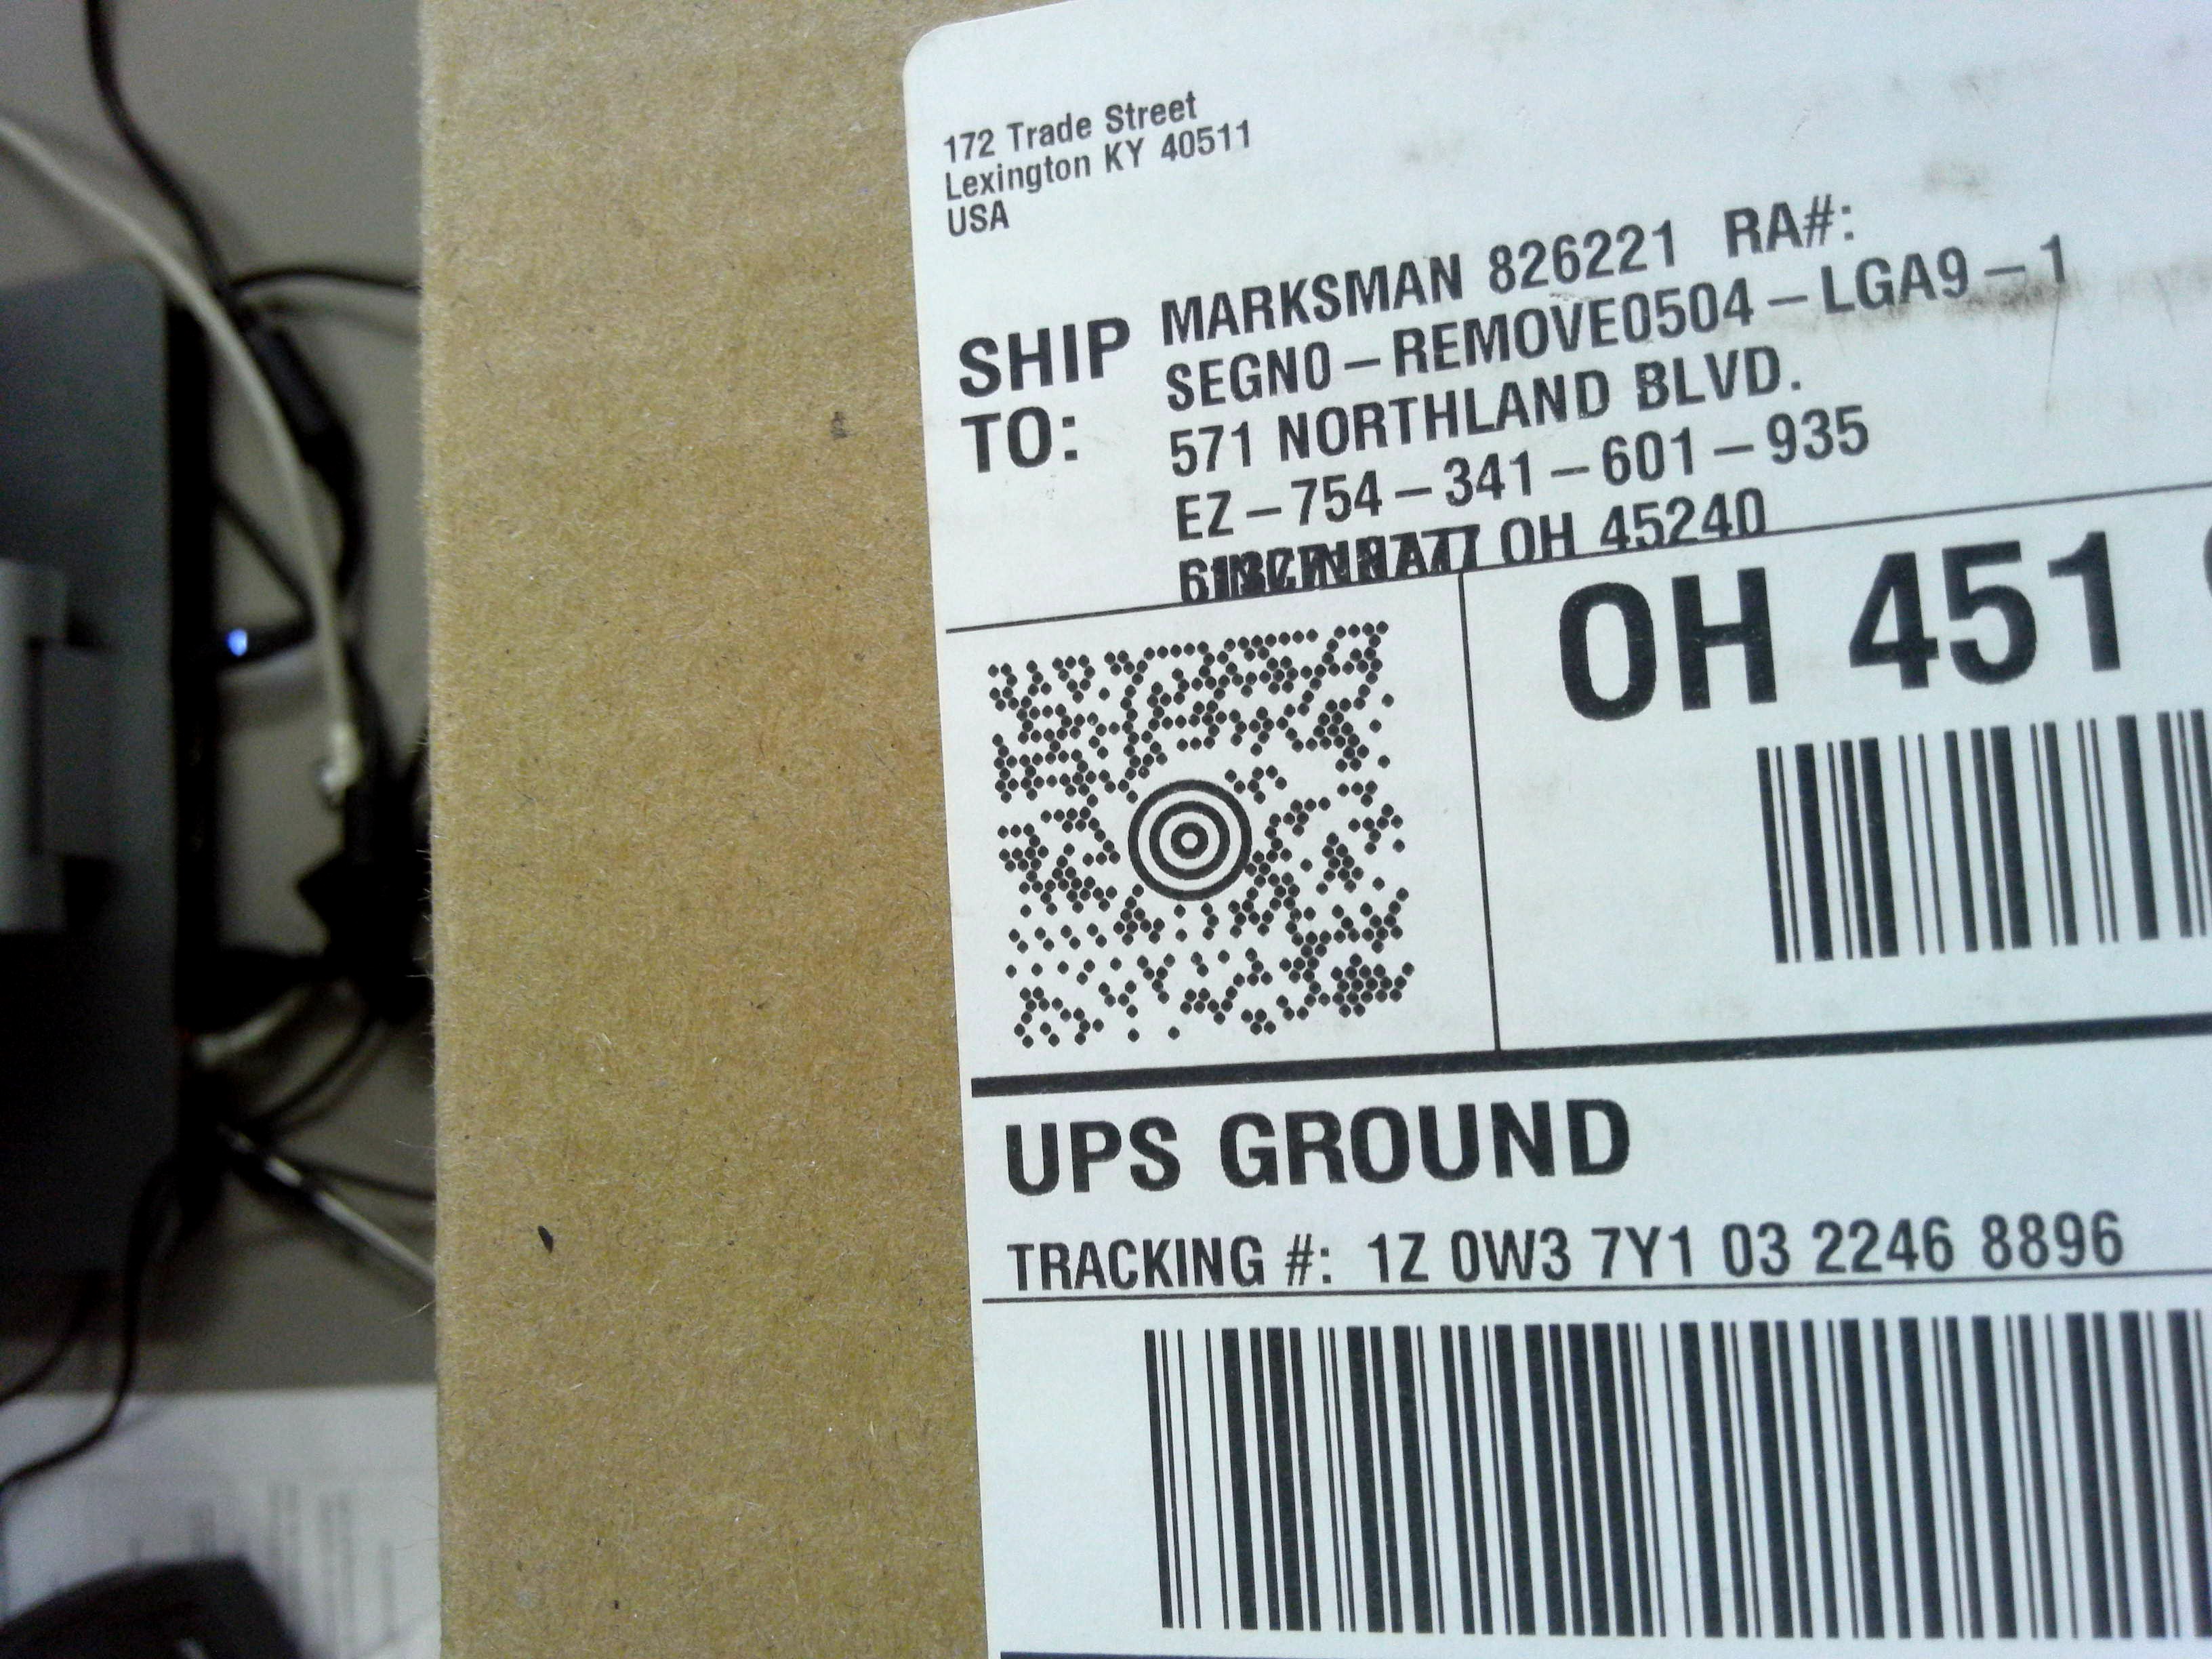 172 Trade Street
Lexington KY 40511
USA
SHIP TO:
MARKSMAN 826221 RA#:
SEGN0-REMOVE0504-LGA9-1
571 NORTHLAND BLVD.
EZ-754-341-601-935
OH 45240
OH 451
UPS GROUND
TRACKING #: 1Z 0W3 7Y1 03 2246 8896